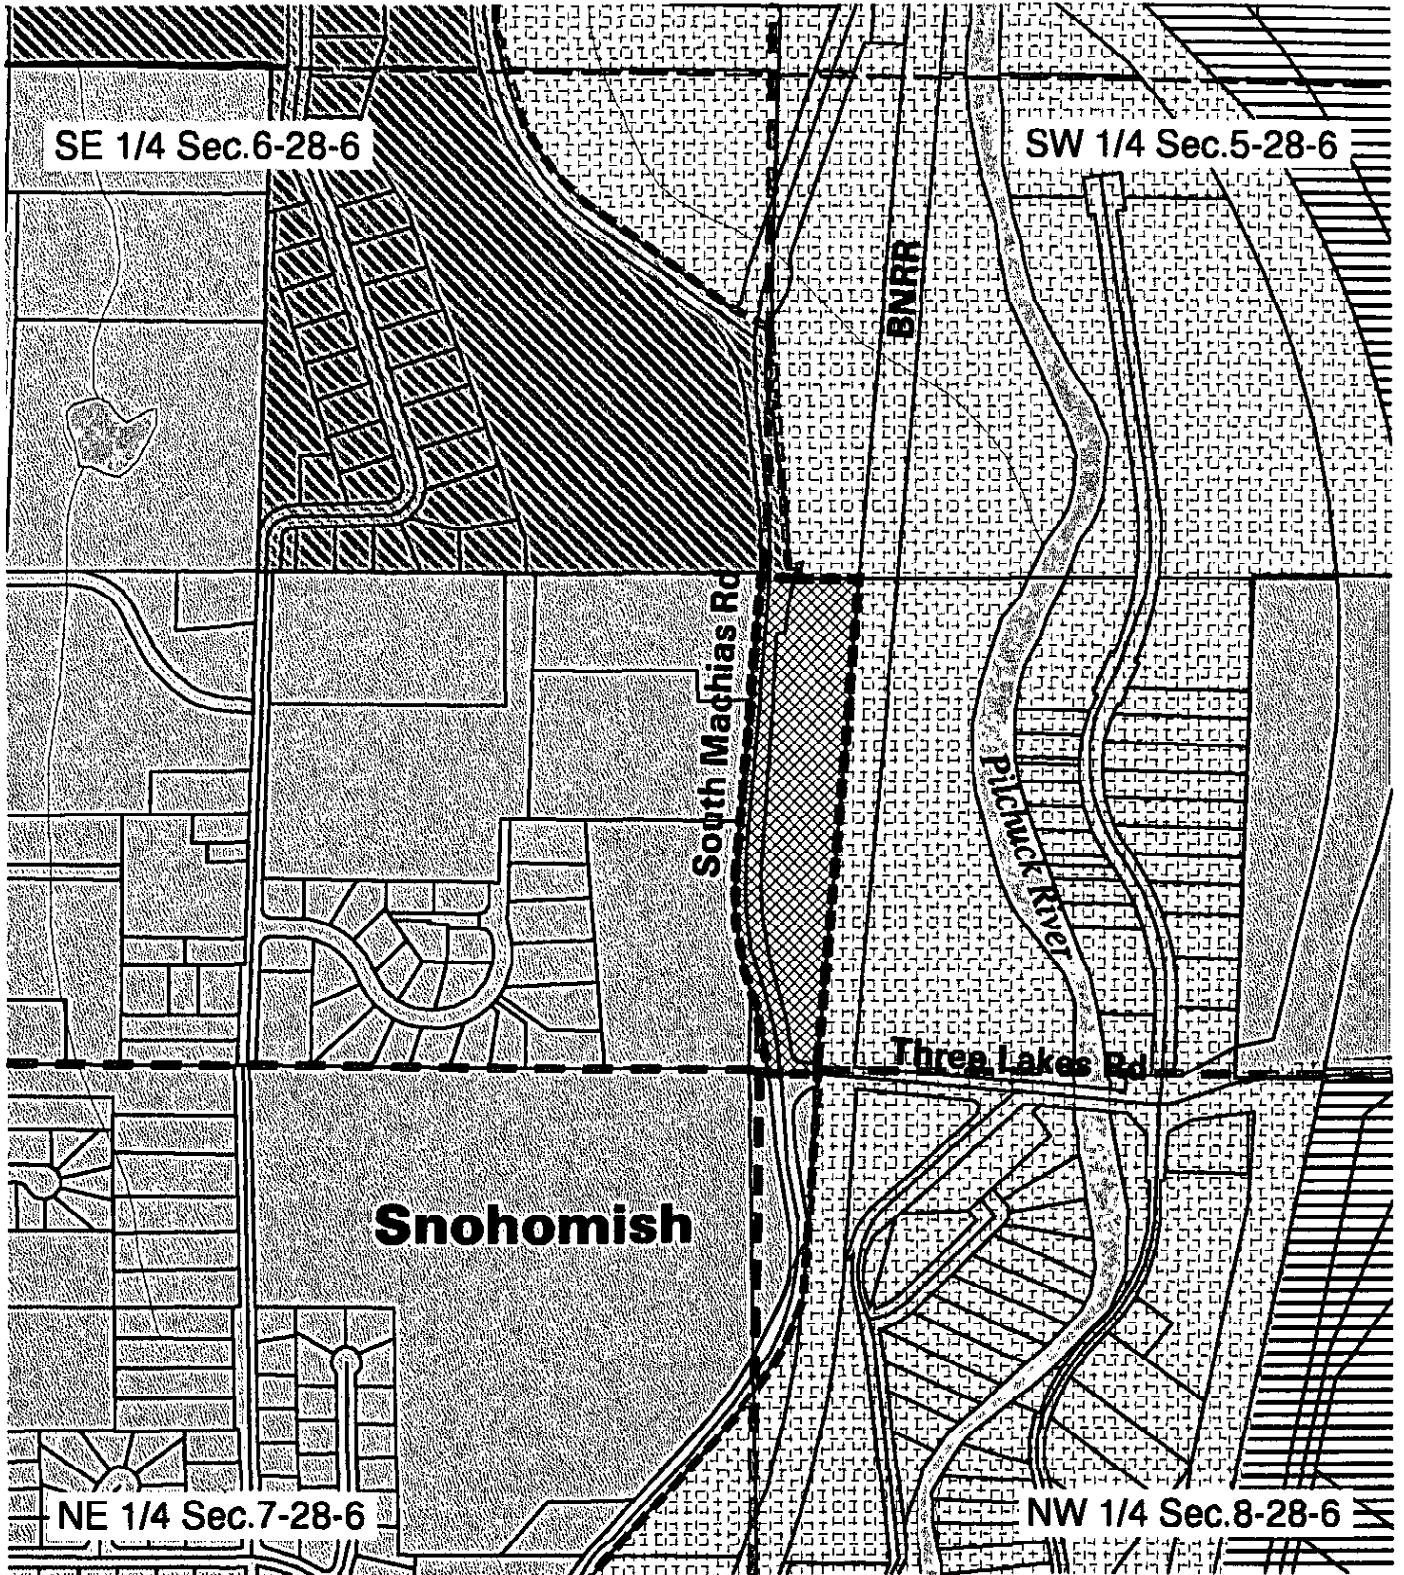 SE 1/4 Sec.6-28-6
SW 1/4 Sec.5-28-6
BNRR
South Machias Rd
Pilchuck River
Three Lakes Rd
Snohomish
NE 1/4 Sec.7-28-6
NW 1/4 Sec.8-28-6